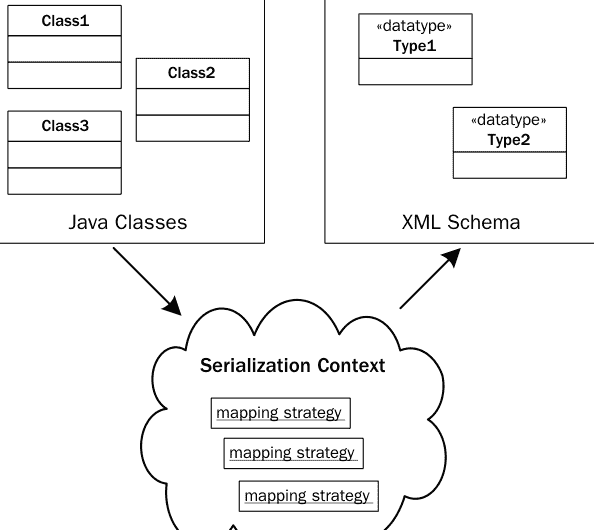 Class1
Class2
Class3
Java Classes
«datatype»
Type1
«datatype»
Type2
XML Schema
Serialization Context
mapping strategy
mapping strategy
mapping strategy